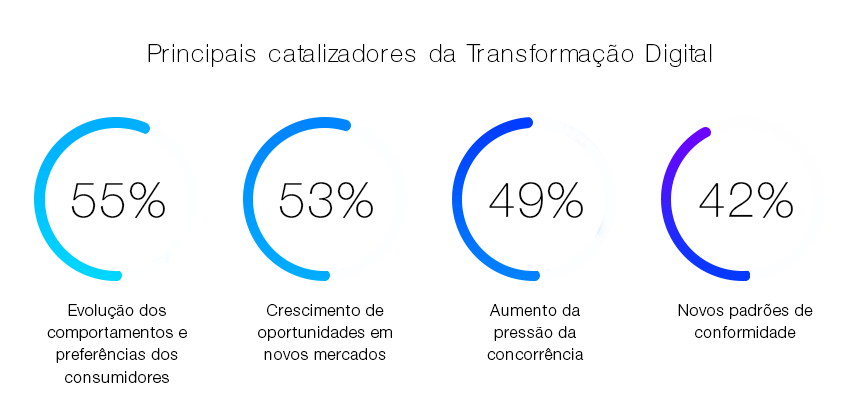 Principais catalizadores da Transformação Digital
55%
53%
49%
42%
Evolução dos
comportamentos e
preferências dos
consumidores
Crescimento de
oportunidades em
novos mercados
Aumento da
pressão da
concorrência
Novos padrões de
conformidade